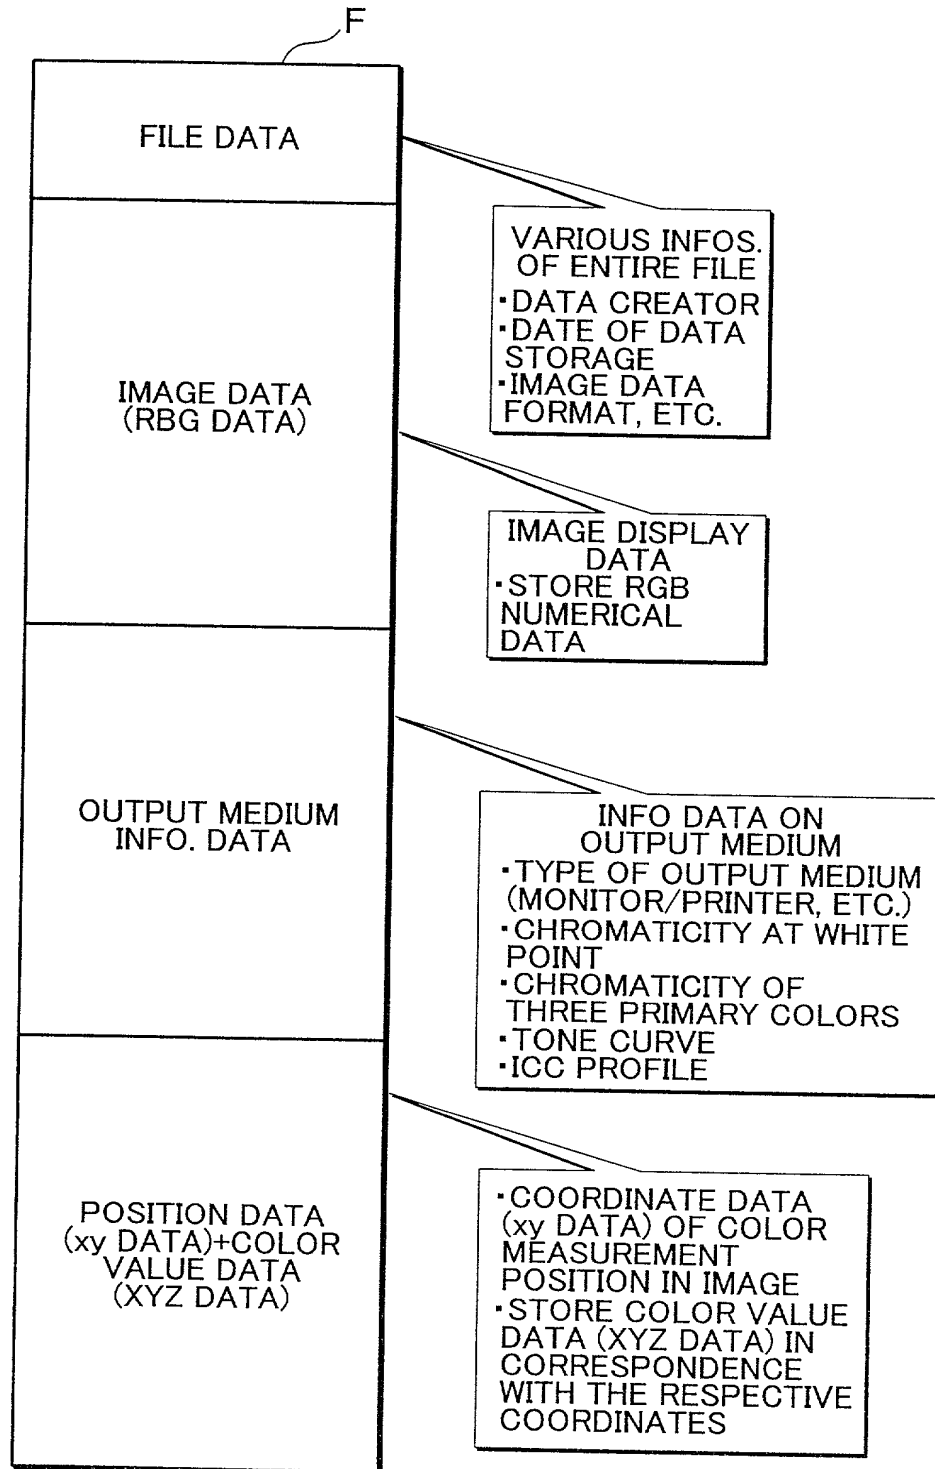 F
FILE DATA
VARIOUS INFOS.
OF ENTIRE FILE
･DATA CREATOR
･DATE OF DATA
STORAGE
･IMAGE DATA
FORMAT, ETC.
IMAGE DATA
(RBG DATA)
IMAGE DISPLAY
DATA
･STORE RGB
NUMERICAL
DATA
OUTPUT MEDIUM
INFO. DATA
INFO DATA ON
OUTPUT MEDIUM
･TYPE OF OUTPUT MEDIUM
(MONITOR/PRINTER, ETC.)
･CHROMATICITY AT WHITE
POINT
･CHROMATICITY OF
THREE PRIMARY COLORS
･TONE CURVE
･ICC PROFILE
POSITION DATA
(xy DATA)+COLOR
VALUE DATA
(XYZ DATA)
･COORDINATE DATA
(xy DATA) OF COLOR
MEASUREMENT
POSITION IN IMAGE
･STORE COLOR VALUE
DATA (XYZ DATA) IN
CORRESPONDENCE
WITH THE RESPECTIVE
COORDINATES